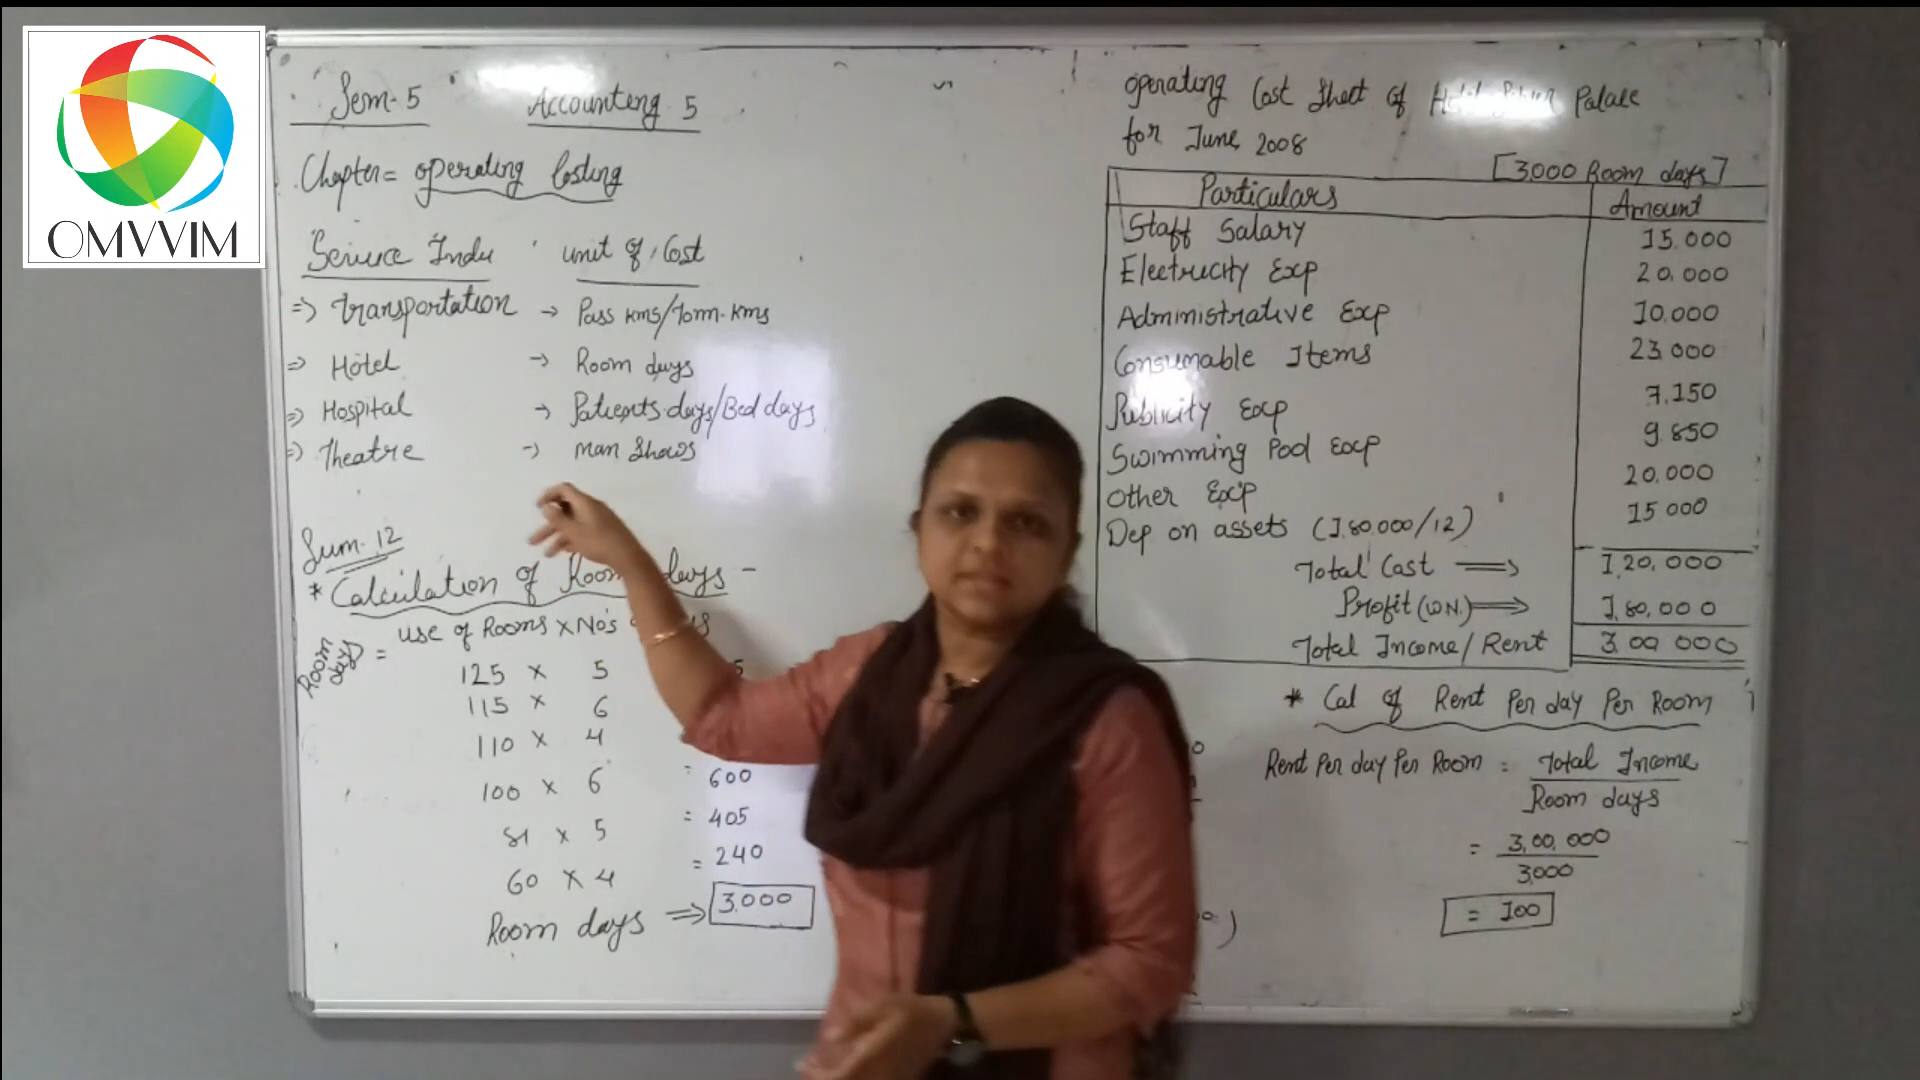 OMVVIM
Sem-5 Accounting 5
Chapter = operating Costing
Service Indu unit of Cost
=> Transportation -> Pass kms/Tonn-kms
=> Hotel -> Room days
=> Hospital -> Patients days/Bed days
=> Theatre -> Man Shows
Sum-12
* Calculation of Room days -
Room days = use of Rooms x No's
125 x 5 5
115 x 6
110 x 4
100 x 6 = 600
81 x 5 = 405
60 x 4 = 240
Room days => 3,000
operating Cost Sheet of Hotel Palace
for June, 2008
[3,000 Room days]
Particulars Amount
Staff Salary 15,000
Electricity Exp 20,000
Administrative Exp 10,000
Consumable Items 23,000
Publicity Exp 7,150
Swimming Pool Exp 9,850
Other Exp 20,000
Dep on assets (1,80,000/12) 15,000
Total Cost => 1,20,000
Profit (W.N.) => 1,80,000
Total Income/Rent 3,00,000
* Cal of Rent Per day Per Room
Rent Per day Per Room = Total Income
Room days
= 3,00,000
3,000
= 100